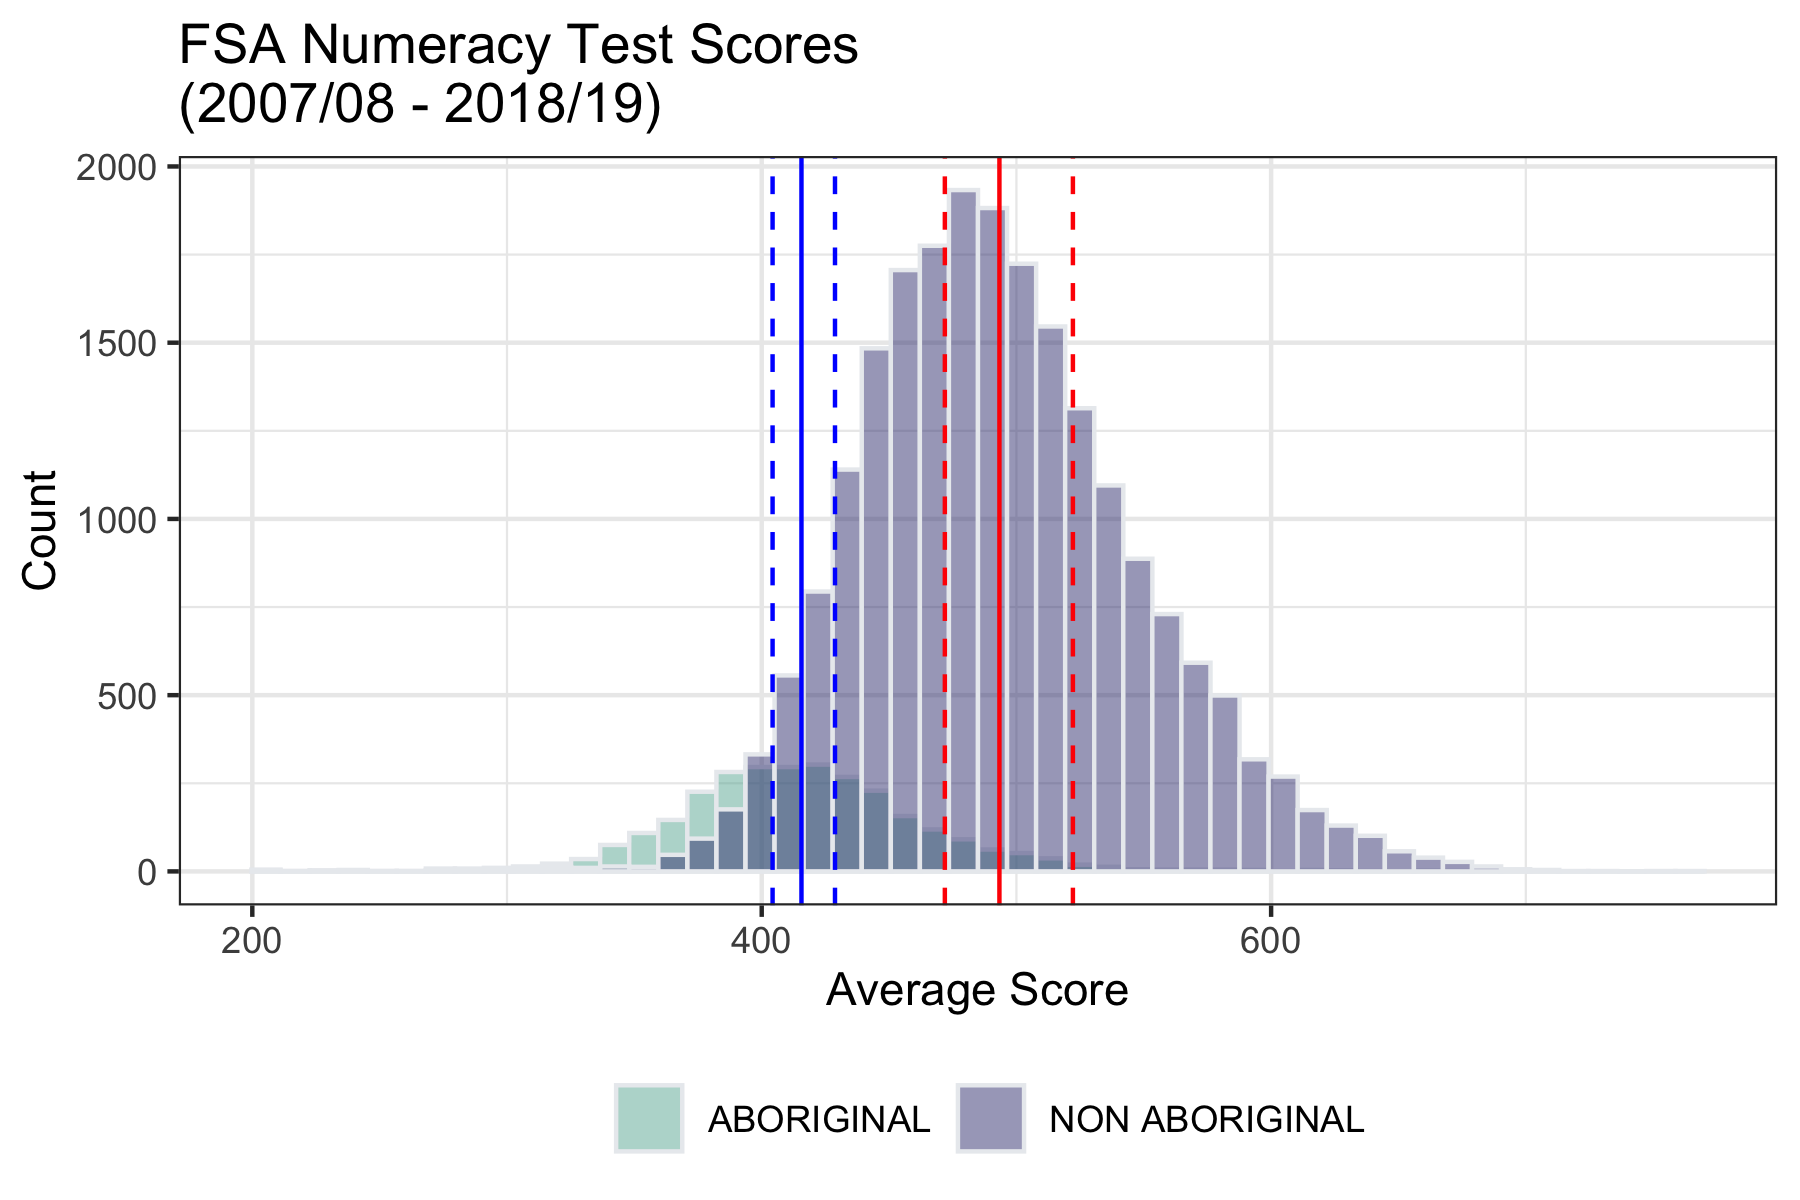 FSA Numeracy Test Scores
(2007/08 - 2018/19)
2000
1500
1000
500
0
Count
200 400 600
Average Score
ABORIGINAL NON ABORIGINAL